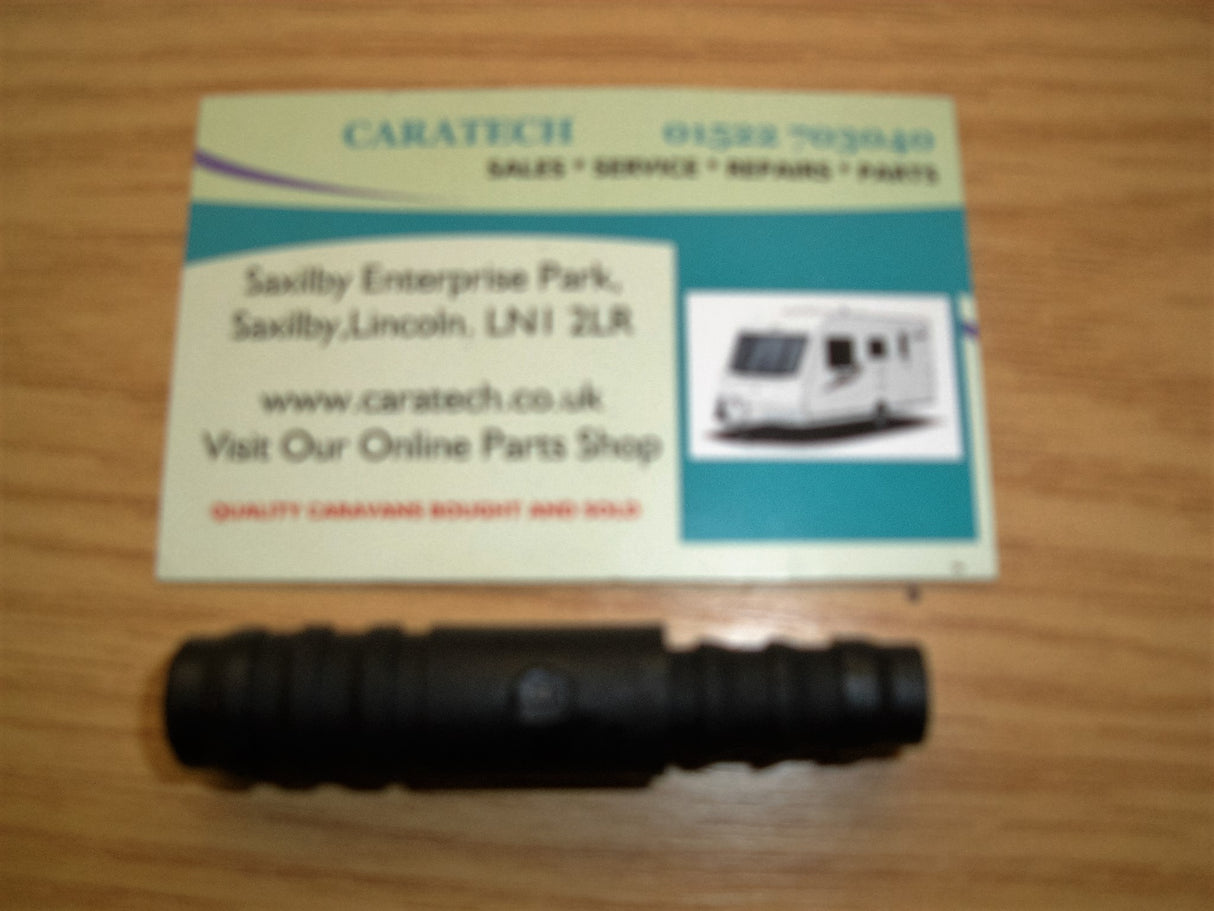 CARATECH 01522 703040
SALES * SERVICE * REPAIRS * PARTS
Saxilby Enterprise Park,
Saxilby,Lincoln. LN1 2LR
www.caratech.co.uk
Visit Our Online Parts Shop
QUALITY CARAVANS BOUGHT AND SOLD